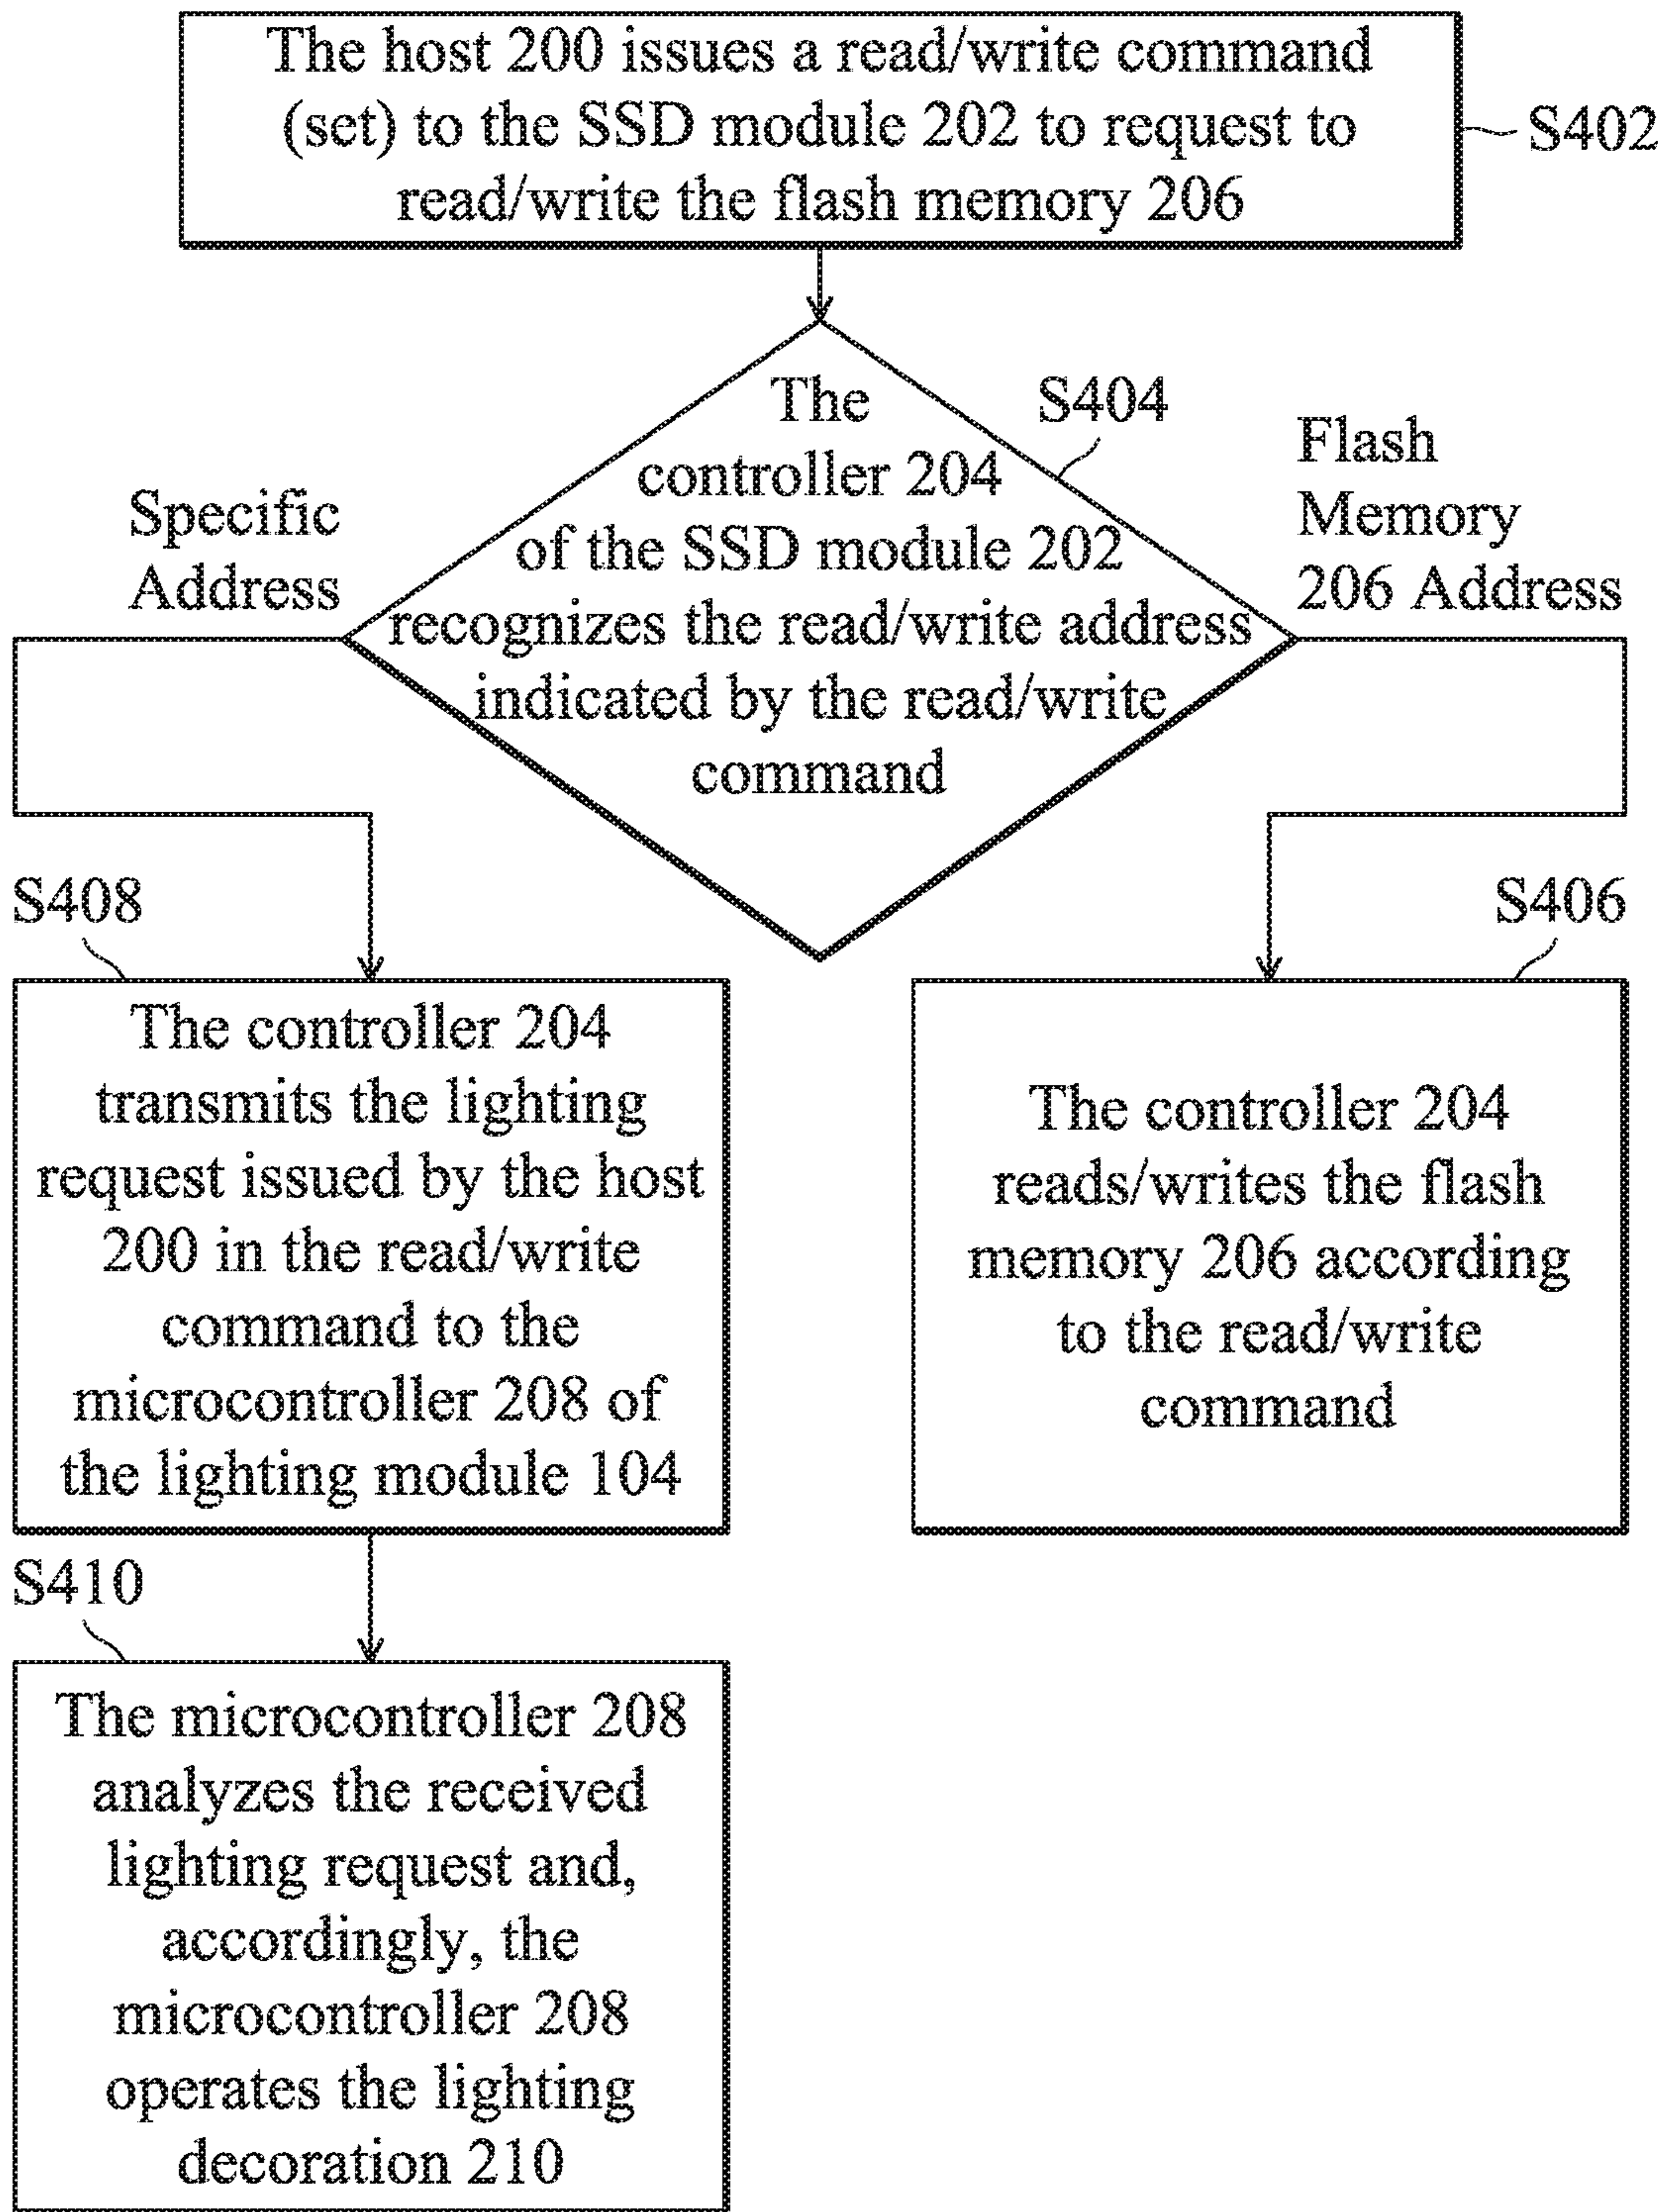 The host 200 issues a read/write command
(set) to the SSD module 202 to request to
read/write the flash memory 206
S402
The
controller 204
of the SSD module 202
recognizes the read/write address
indicated by the read/write
command
S404
Specific
Address
Flash
Memory
206 Address
S408
The controller 204
transmits the lighting
request issued by the host
200 in the read/write
command to the
microcontroller 208 of
the lighting module 104
S406
The controller 204
reads/writes the flash
memory 206 according
to the read/write
command
S410
The microcontroller 208
analyzes the received
lighting request and,
accordingly, the
microcontroller 208
operates the lighting
decoration 210